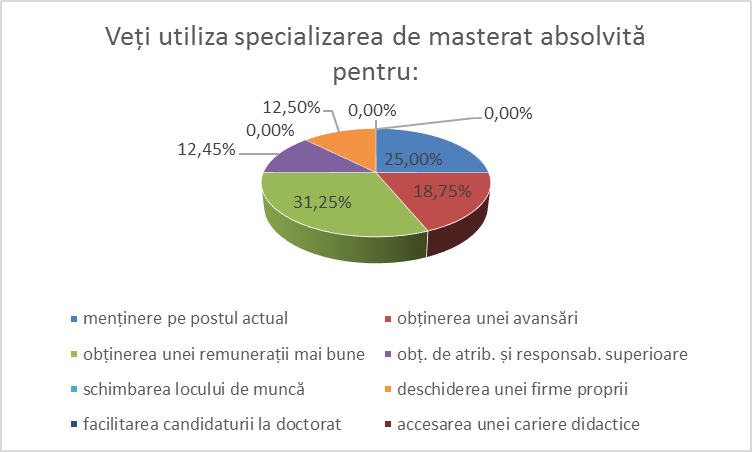 Veți utiliza specializarea de masterat absolvită
pentru:
12,50%
0,00%
0,00%
0,00%
12,45%
25,00%
18,75%
31,25%
menținere pe postul actual
obținerea unei avansări
obținerea unei remunerații mai bune
obț. de atrib. și responsab. superioare
schimbarea locului de muncă
deschiderea unei firme proprii
facilitarea candidaturii la doctorat
accesarea unei cariere didactice